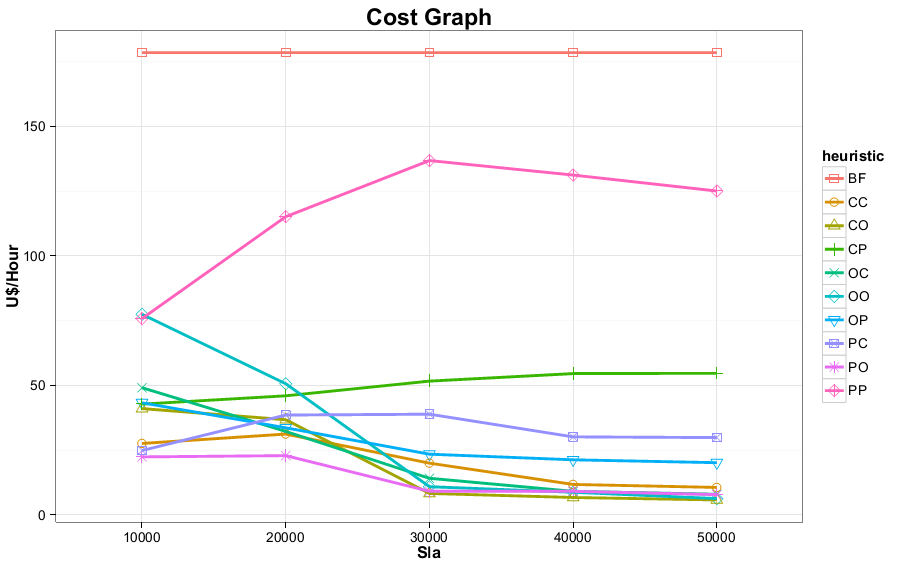 Cost Graph
U$/Hour
150
100
50
0
10000 20000 30000 40000 50000
Sla
heuristic
BF
CC
CO
CP
OC
OO
OP
PC
PO
PP